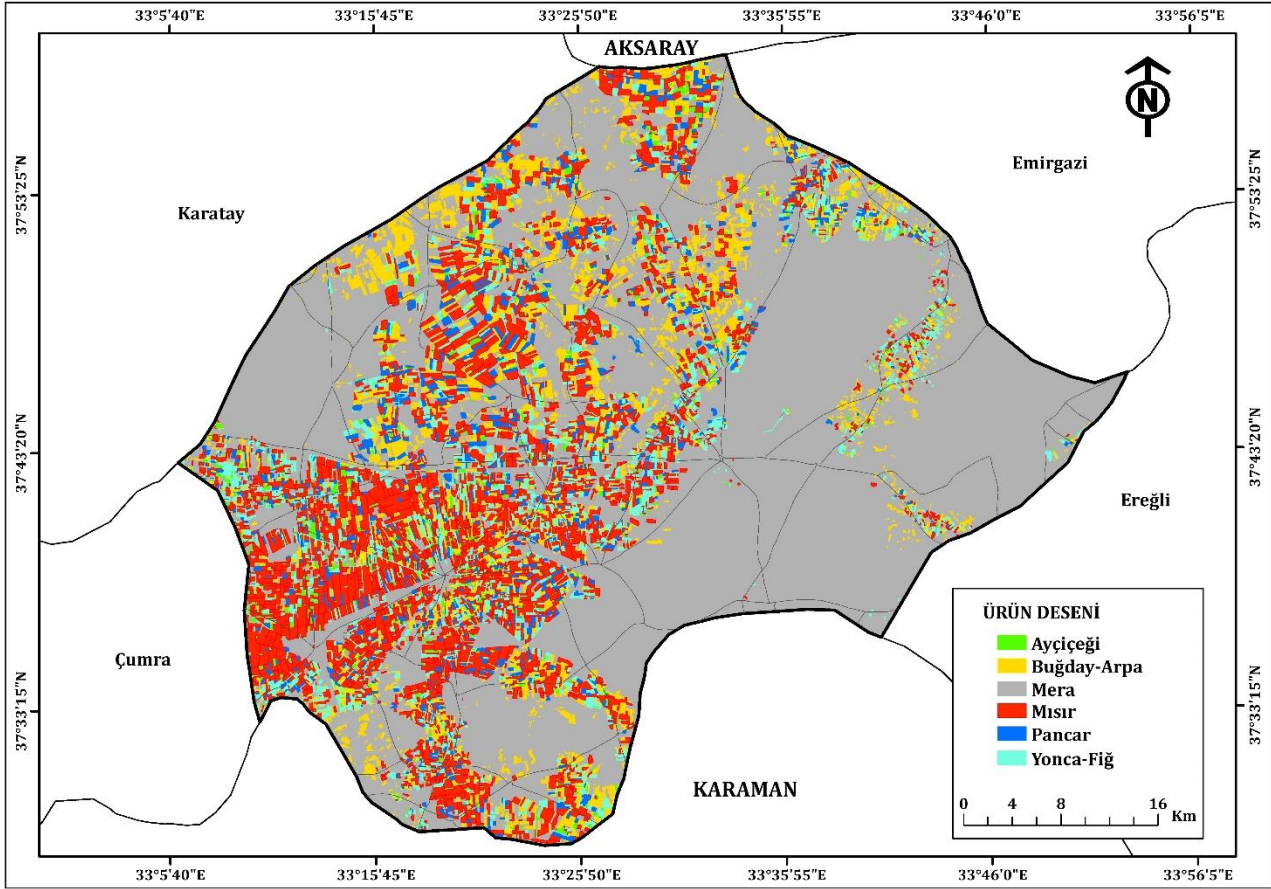 33°5'40"E 33°15'45"E 33°25'50"E 33°35'55"E 33°46'0"E 33°56'5"E
AKSARAY
N
Emirgazi
37°53'25"N 37°53'25"N
Karatay
37°43'20"N 37°43'20"N
Ereğli
ÜRÜN DESENİ
Ayçiçeği
Buğday-Arpa
Mera
Mısır
Pancar
Yonca-Fiğ
0 4 8 16
Km
Çumra
37°33'15"N 37°33'15"N
KARAMAN
33°5'40"E 33°15'45"E 33°25'50"E 33°35'55"E 33°46'0"E 33°56'5"E